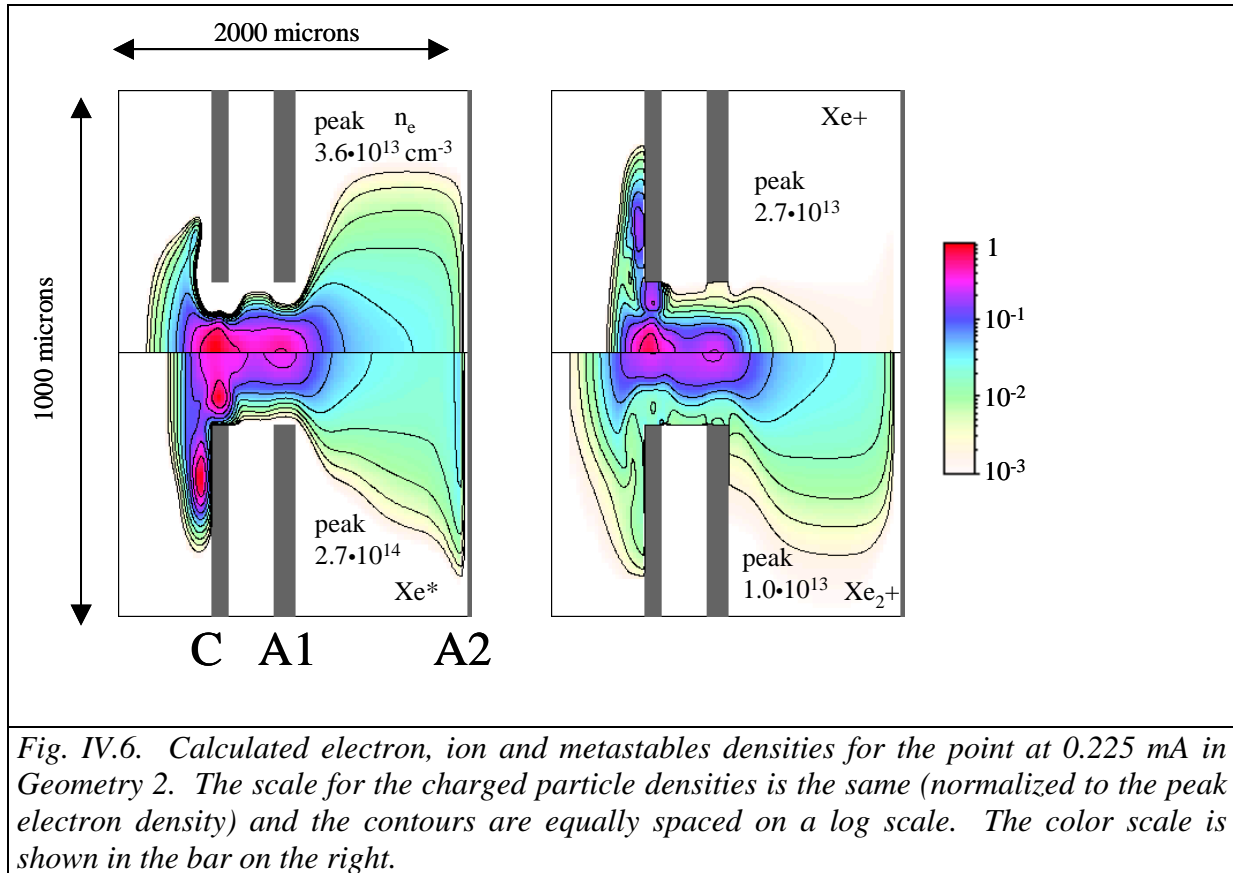 2000 microns
1000 microns
peak n_e
3.6•10^13 cm^-3
peak
2.7•10^14
Xe*
C A1 A2
Xe+
peak
2.7•10^13
peak
1.0•10^13 Xe_2+
1
10^-1
10^-2
10^-3
Fig. IV.6. Calculated electron, ion and metastables densities for the point at 0.225 mA in
Geometry 2. The scale for the charged particle densities is the same (normalized to the peak
electron density) and the contours are equally spaced on a log scale. The color scale is
shown in the bar on the right.